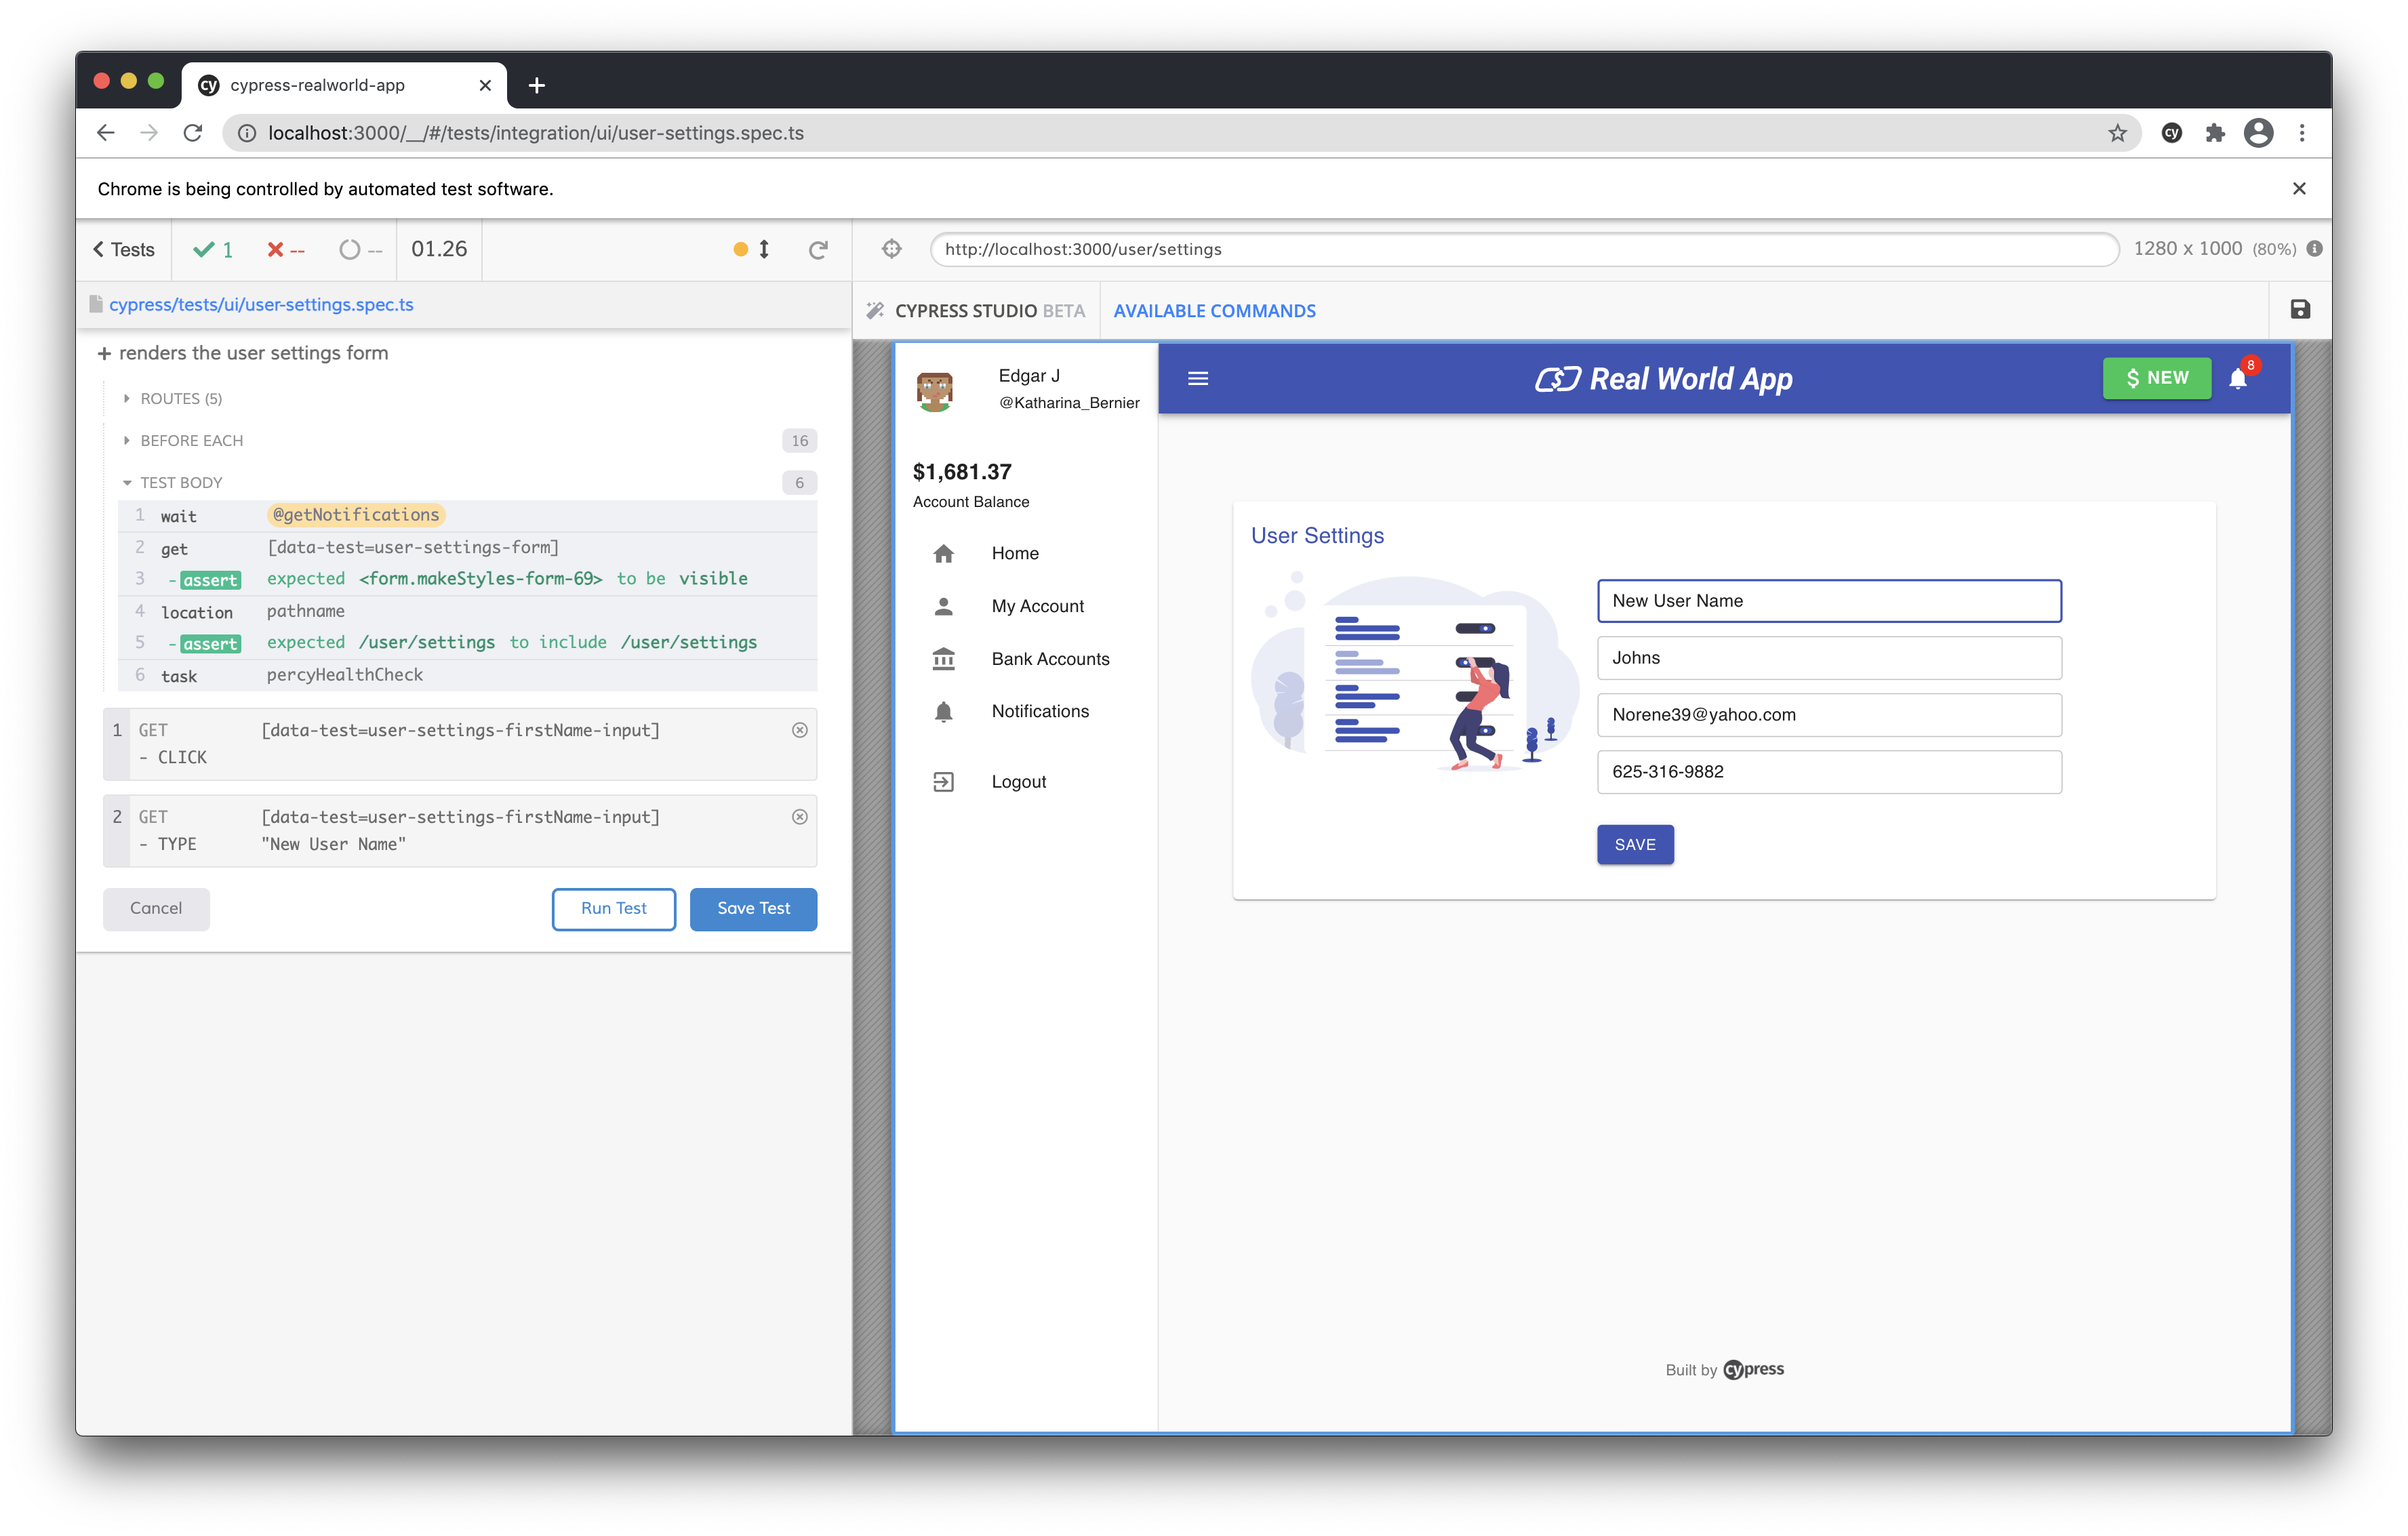 cypress-realworld-app
localhost:3000/__/#/tests/integration/ui/user-settings.spec.ts
Chrome is being controlled by automated test software.
Tests 1 -- -- 01.26
http://localhost:3000/user/settings 1280 x 1000 (80%)
cypress/tests/ui/user-settings.spec.ts
CYPRESS STUDIO BETA AVAILABLE COMMANDS
renders the user settings form
ROUTES (5)
BEFORE EACH 16
TEST BODY 6
1 wait @getNotifications
2 get [data-test=user-settings-form]
3 - assert expected <form.makeStyles-form-69> to be visible
4 location pathname
5 - assert expected /user/settings to include /user/settings
6 task percyHealthCheck
1 GET [data-test=user-settings-firstName-input]
- CLICK
2 GET [data-test=user-settings-firstName-input]
- TYPE "New User Name"
Cancel Run Test Save Test
Edgar J
@Katharina_Bernier
$1,681.37
Account Balance
Home
My Account
Bank Accounts
Notifications
Logout
Real World App
$ NEW 8
User Settings
New User Name
Johns
Norene39@yahoo.com
625-316-9882
SAVE
Built by cypress